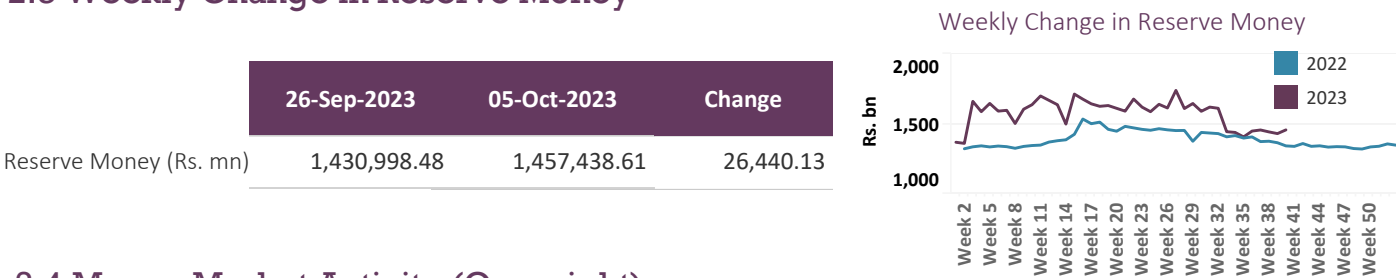 Weekly Change in Reserve Money
26-Sep-2023 05-Oct-2023 Change
Reserve Money (Rs. mn) 1,430,998.48 1,457,438.61 26,440.13
Weekly Change in Reserve Money
2022
2023
Rs. bn
2,000
1,500
1,000
Week 2
Week 5
Week 8
Week 11
Week 14
Week 17
Week 20
Week 23
Week 26
Week 29
Week 32
Week 35
Week 38
Week 41
Week 44
Week 47
Week 50